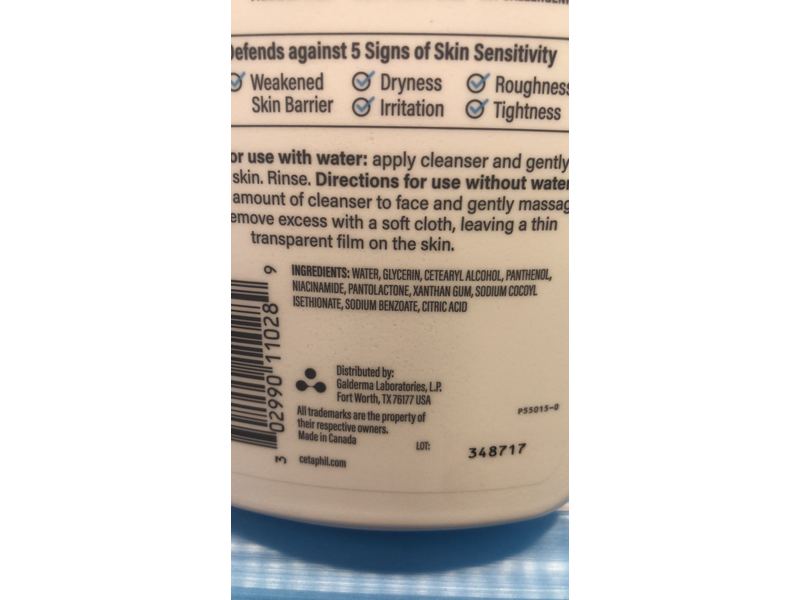 Defends against 5 Signs of Skin Sensitivity
Weakened Skin Barrier
Dryness
Irritation
Roughness
Tightness
or use with water: apply cleanser and gently
skin. Rinse. Directions for use without water
amount of cleanser to face and gently massag
emove excess with a soft cloth, leaving a thin
transparent film on the skin.
INGREDIENTS: WATER, GLYCERIN, CETEARYL ALCOHOL, PANTHENOL,
NIACINAMIDE, PANTOLACTONE, XANTHAN GUM, SODIUM COCOYL
ISETHIONATE, SODIUM BENZOATE, CITRIC ACID
3 02990 11028 9
Distributed by:
Galderma Laboratories, L.P.
Fort Worth, TX 76177 USA
All trademarks are the property of
their respective owners.
Made in Canada
cetaphil.com
LOT:
348717
P55015-0